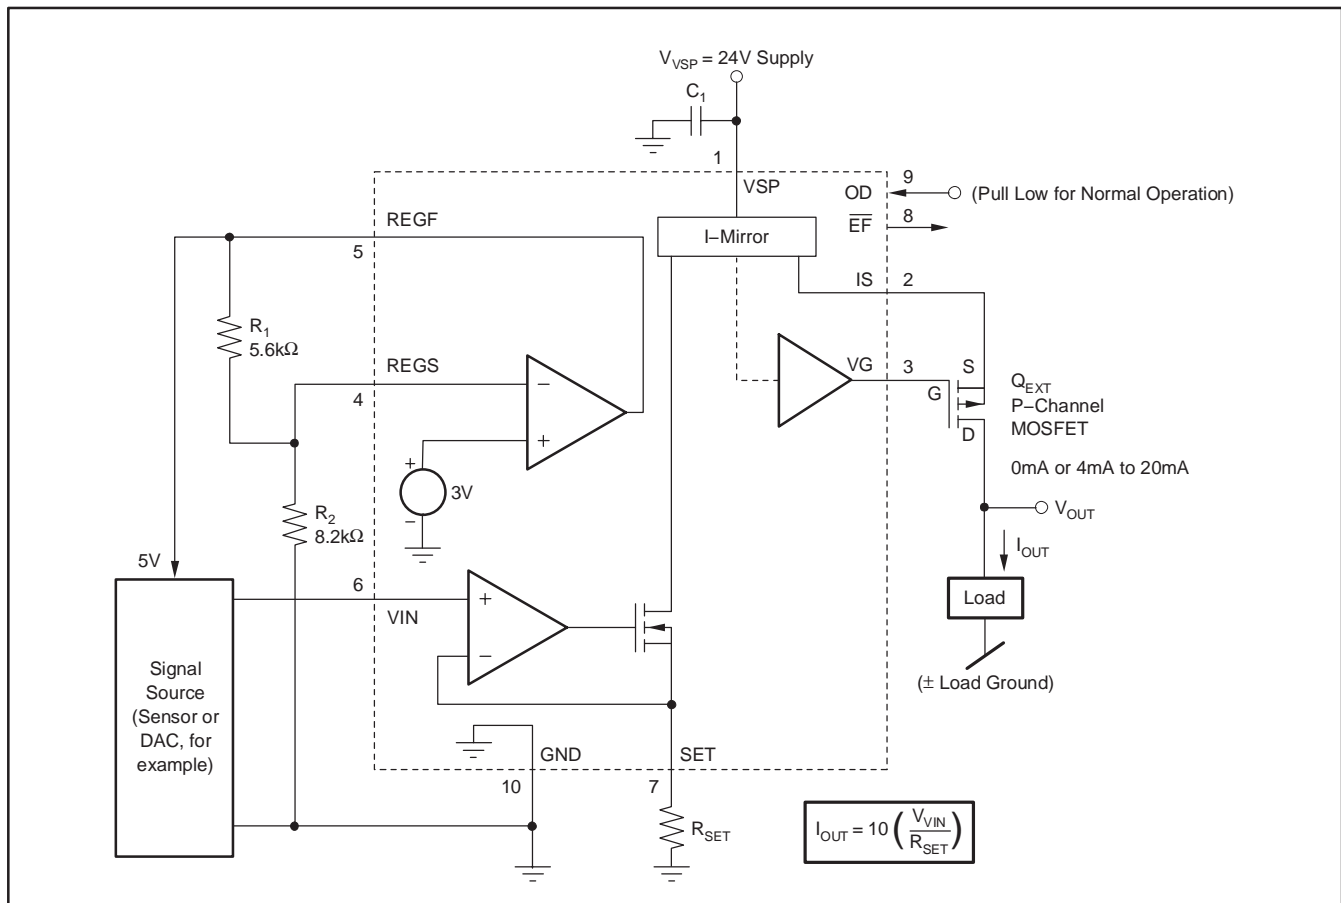 V_VSP = 24V Supply
C_1
1
VSP
OD
9
(Pull Low for Normal Operation)
E̅F̅
8
REGF
5
I–Mirror
IS
2
R_1
5.6kΩ
REGS
4
VG
3
S
G
D
Q_EXT
P–Channel
MOSFET
0mA or 4mA to 20mA
–
+
+
–
3V
V_OUT
I_OUT
R_2
8.2kΩ
5V
6
VIN
+
–
Load
(± Load Ground)
Signal
Source
(Sensor or
DAC, for
example)
GND
10
SET
7
R_SET
I_OUT = 10 (V_VIN / R_SET)